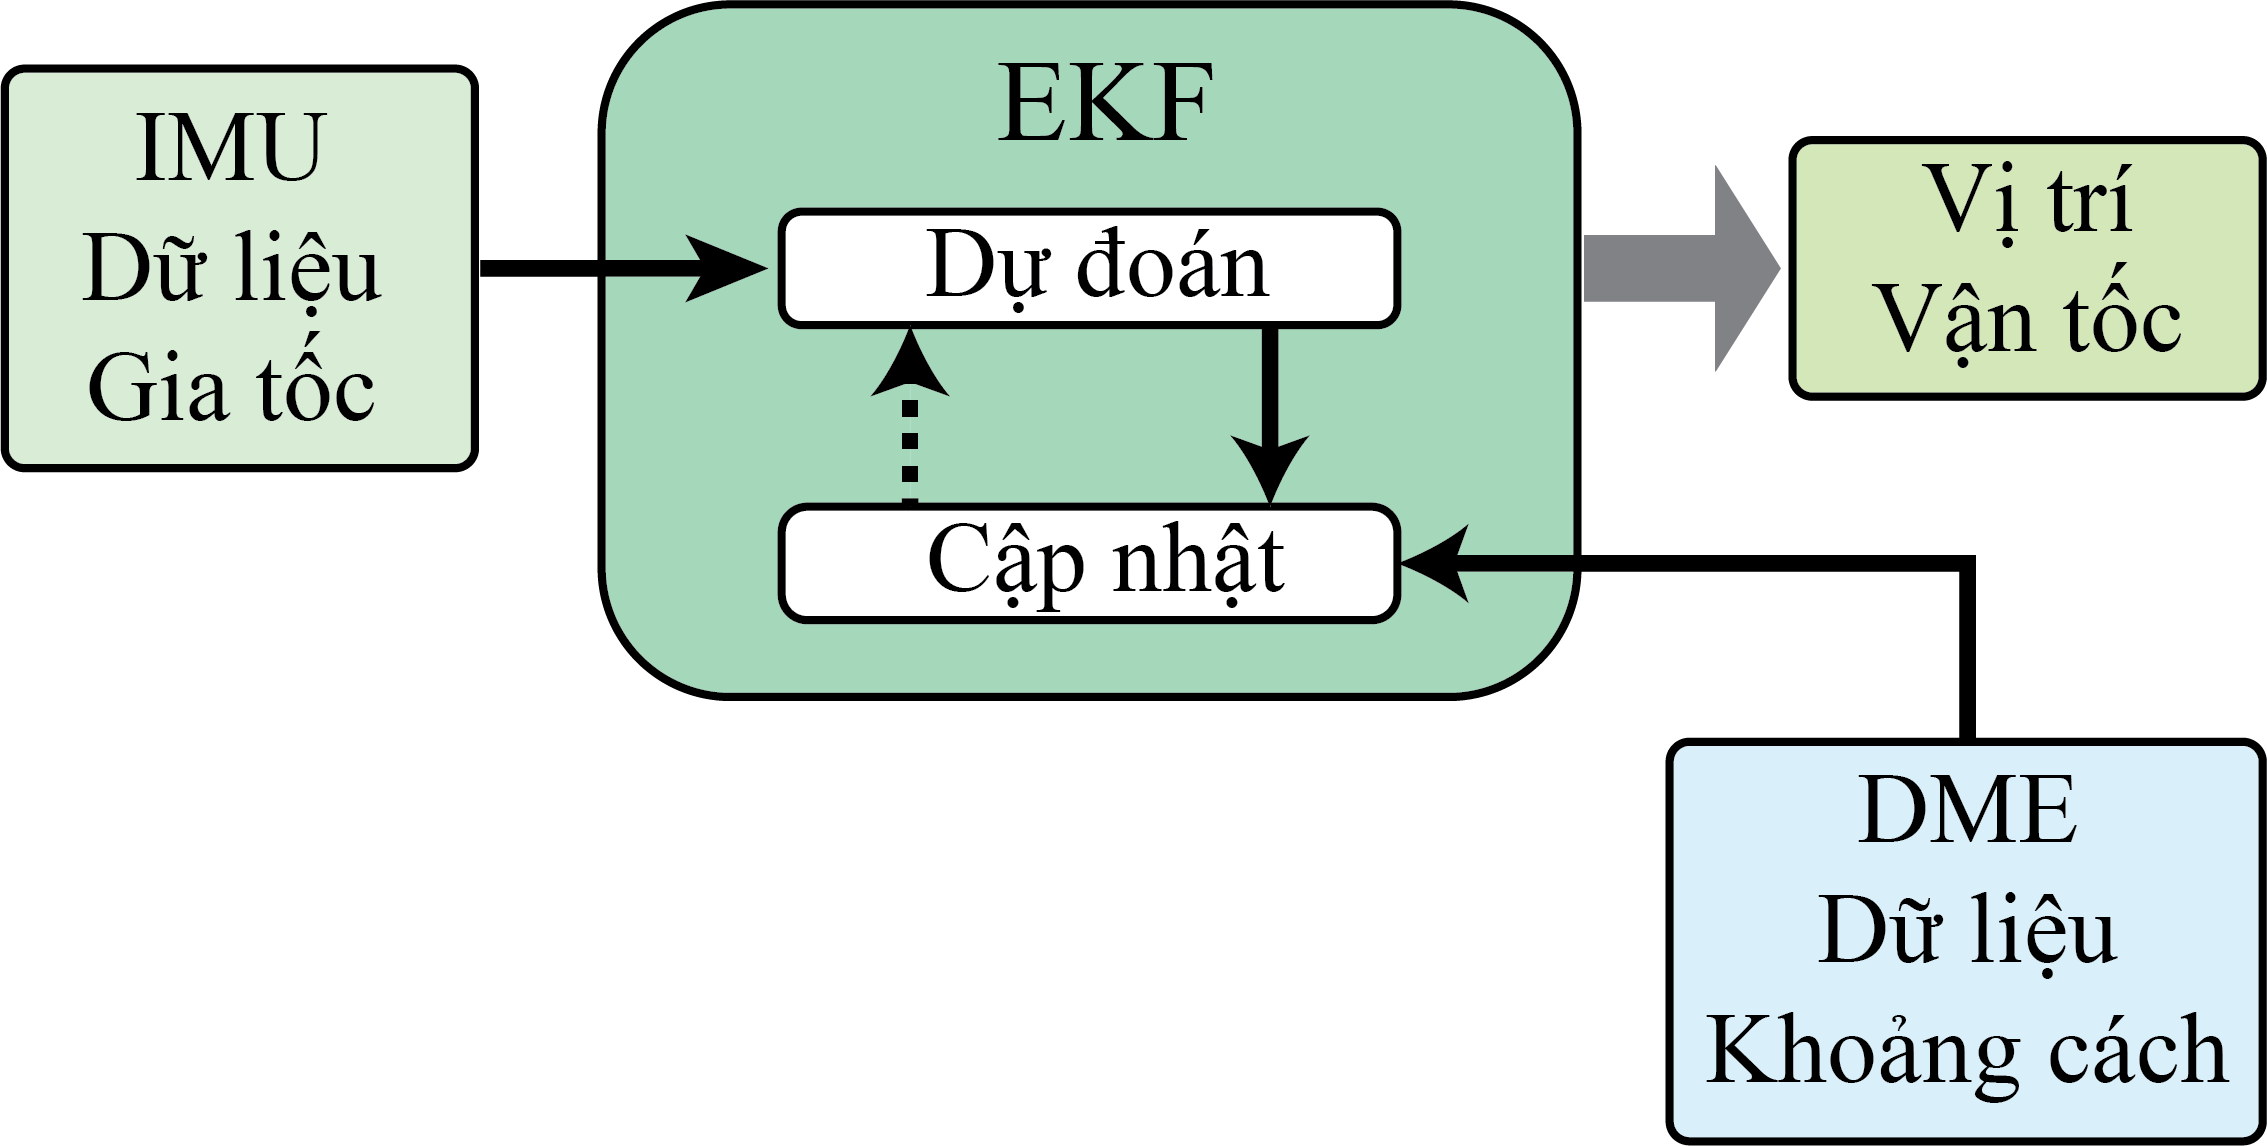 IMU
Dữ liệu
Gia tốc
EKF
Dự đoán
Cập nhật
Vị trí
Vận tốc
DME
Dữ liệu
Khoảng cách